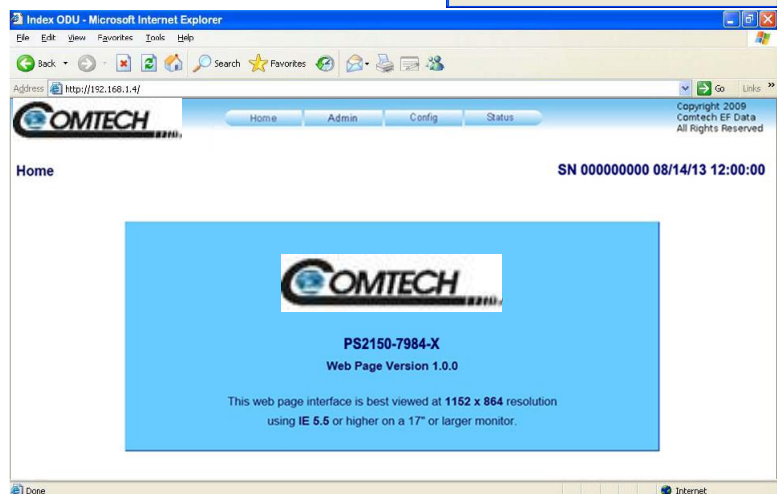 Index ODU - Microsoft Internet Explorer
File Edit View Favorites Tools Help
Back Search Favorites
Address http://192.168.1.4/ Go Links »
COMTECH
Home Admin Config Status
Copyright 2009
Comtech EF Data
All Rights Reserved
Home
SN 000000000 08/14/13 12:00:00
COMTECH
PS2150-7984-X
Web Page Version 1.0.0
This web page interface is best viewed at 1152 x 864 resolution
using IE 5.5 or higher on a 17" or larger monitor.
Done Internet